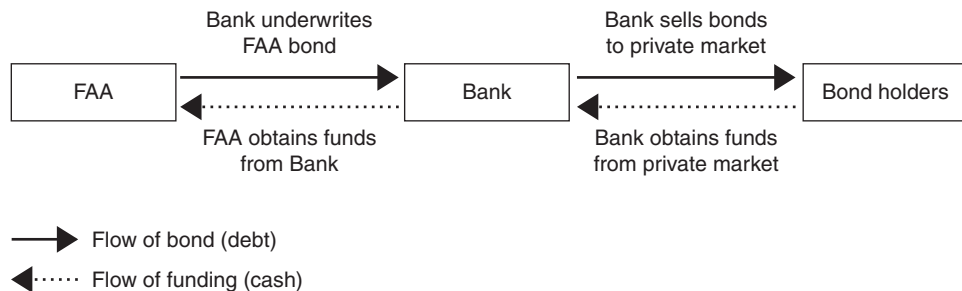 Bank underwrites
FAA bond
Bank sells bonds
to private market
FAA
Bank
Bond holders
FAA obtains funds
from Bank
Bank obtains funds
from private market
Flow of bond (debt)
Flow of funding (cash)